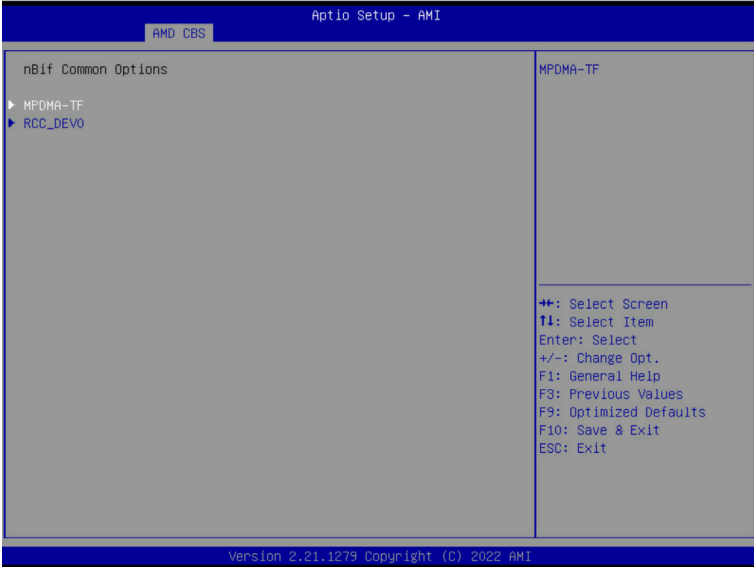 Aptio Setup - AMI
AMD CBS
nBif Common Options
MPDMA-TF
RCC_DEV0
MPDMA-TF
→←: Select Screen
↑↓: Select Item
Enter: Select
+/-: Change Opt.
F1: General Help
F3: Previous Values
F9: Optimized Defaults
F10: Save & Exit
ESC: Exit
Version 2.21.1279 Copyright (C) 2022 AMI